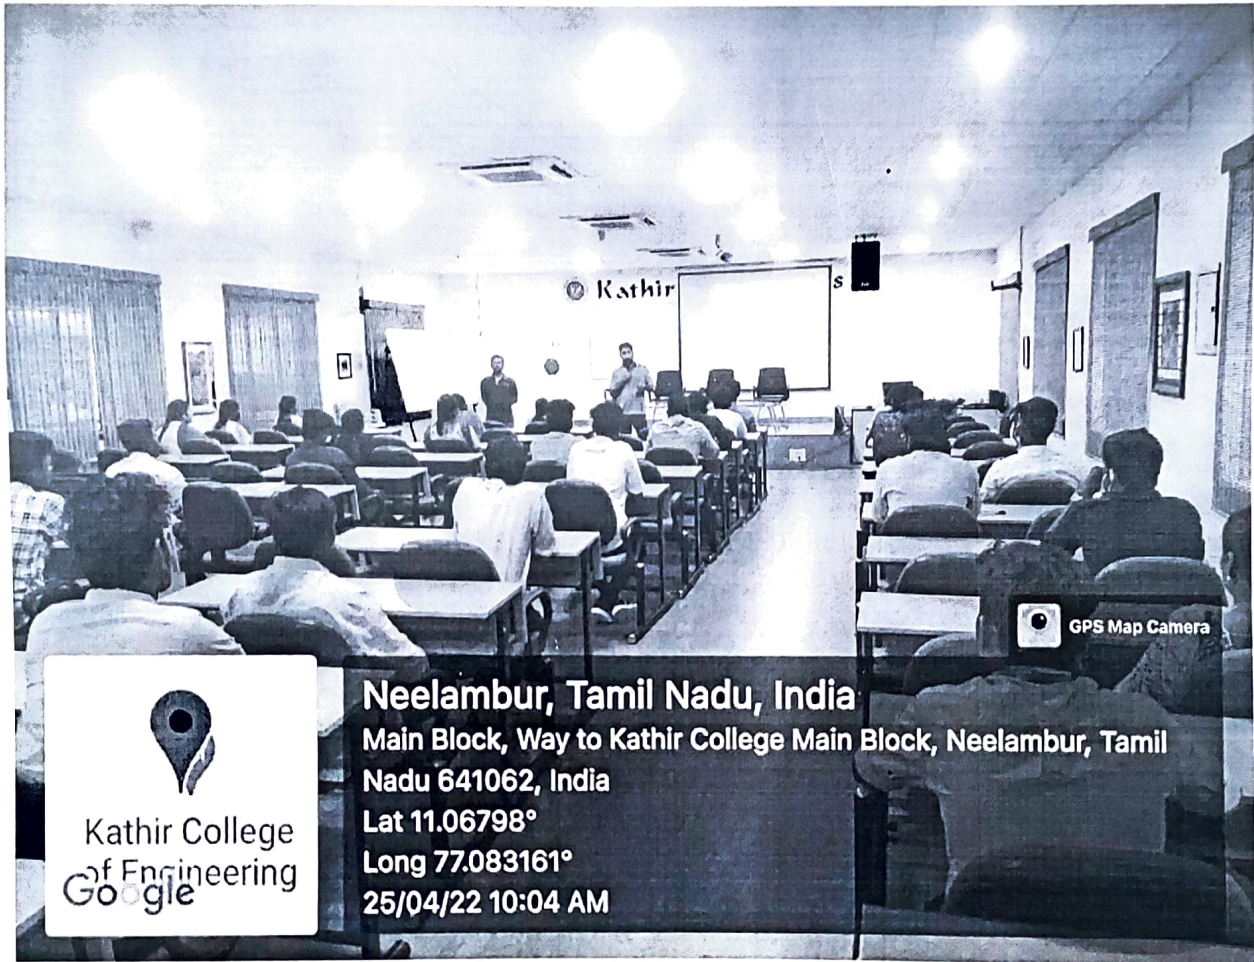 Kathir
s
GPS Map Camera
Neelambur, Tamil Nadu, India
Main Block, Way to Kathir College Main Block, Neelambur, Tamil
Nadu 641062, India
Lat 11.06798°
Long 77.083161°
25/04/22 10:04 AM
Kathir College
of Engineering
Google